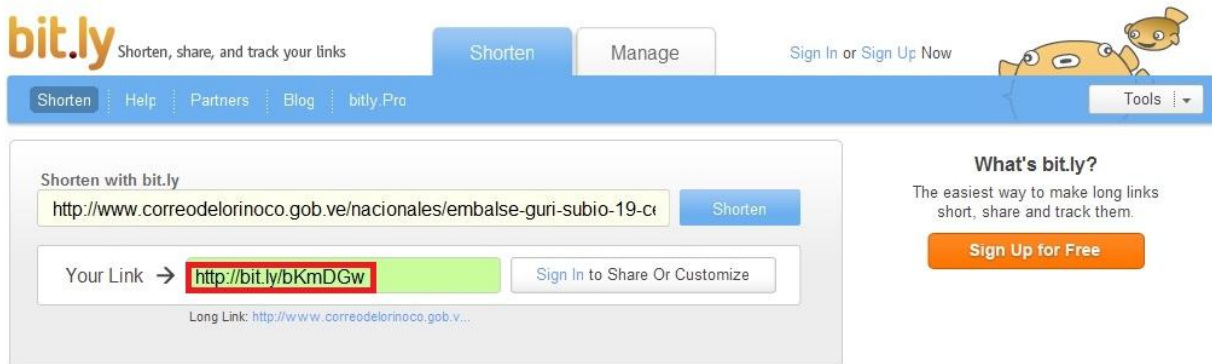 bit.ly Shorten, share, and track your links
Shorten
Manage
Sign In or Sign Up Now
Shorten Help Partners Blog bitly.Pro
Tools
Shorten with bit.ly
http://www.correodelorinoco.gob.ve/nacionales/embalse-guri-subio-19-ce
Shorten
Your Link → http://bit.ly/bKmDGw
Sign In to Share Or Customize
Long Link: http://www.correodelorinoco.gob.v...
What's bit.ly?
The easiest way to make long links
short, share and track them.
Sign Up for Free